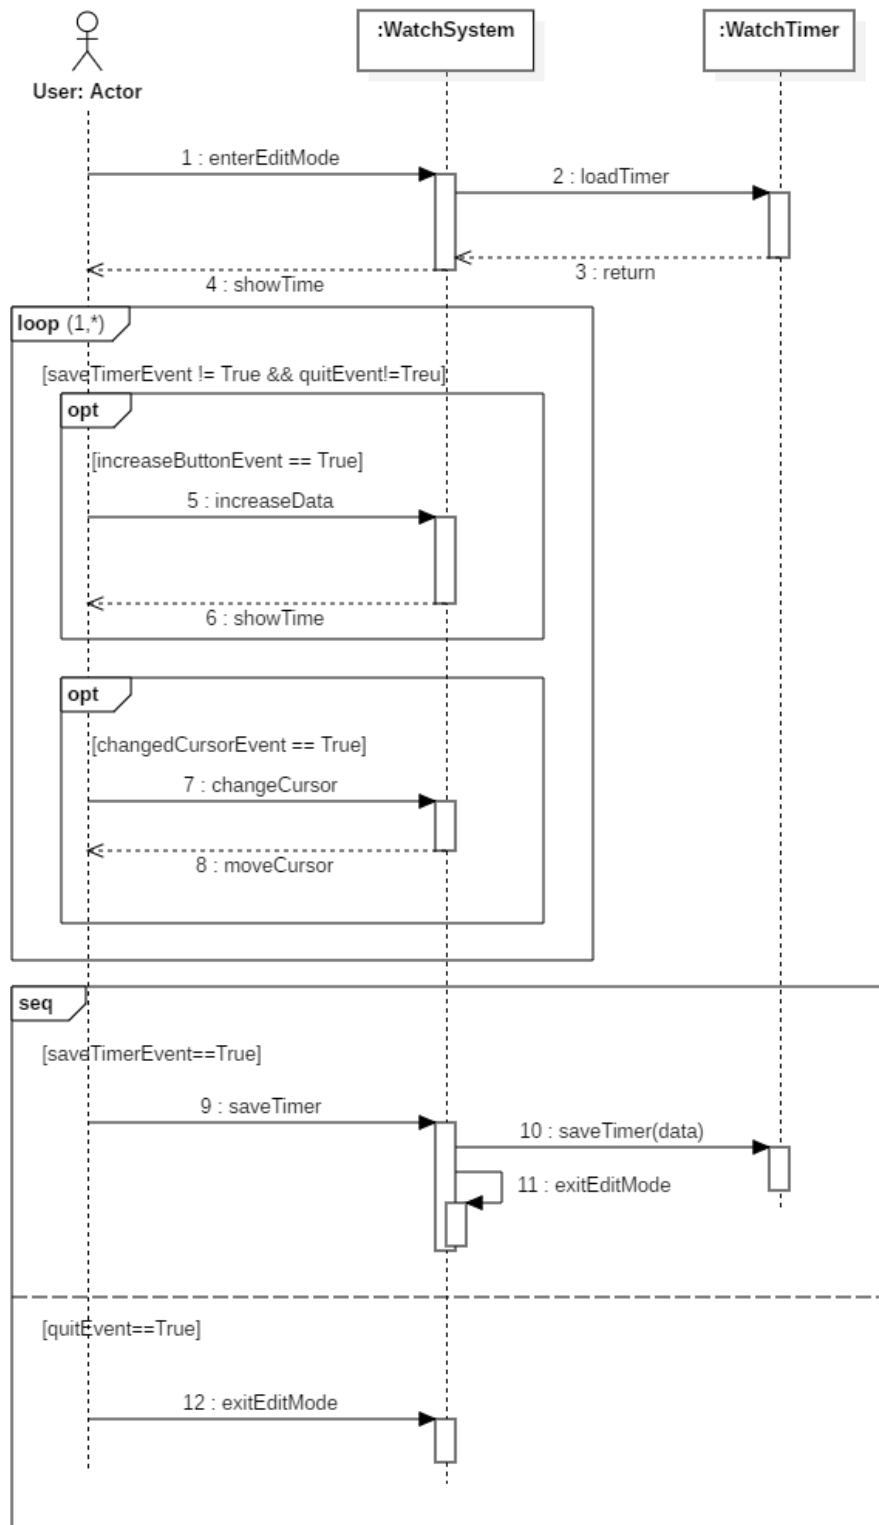 :WatchSystem
:WatchTimer
User: Actor
1 : enterEditMode
2 : loadTimer
3 : return
4 : showTime
loop (1,*)
[saveTimerEvent != True && quitEvent!=Treu]
opt
[increaseButtonEvent == True]
5 : increaseData
6 : showTime
opt
[changedCursorEvent == True]
7 : changeCursor
8 : moveCursor
seq
[saveTimerEvent==True]
9 : saveTimer
10 : saveTimer(data)
11 : exitEditMode
[quitEvent==True]
12 : exitEditMode